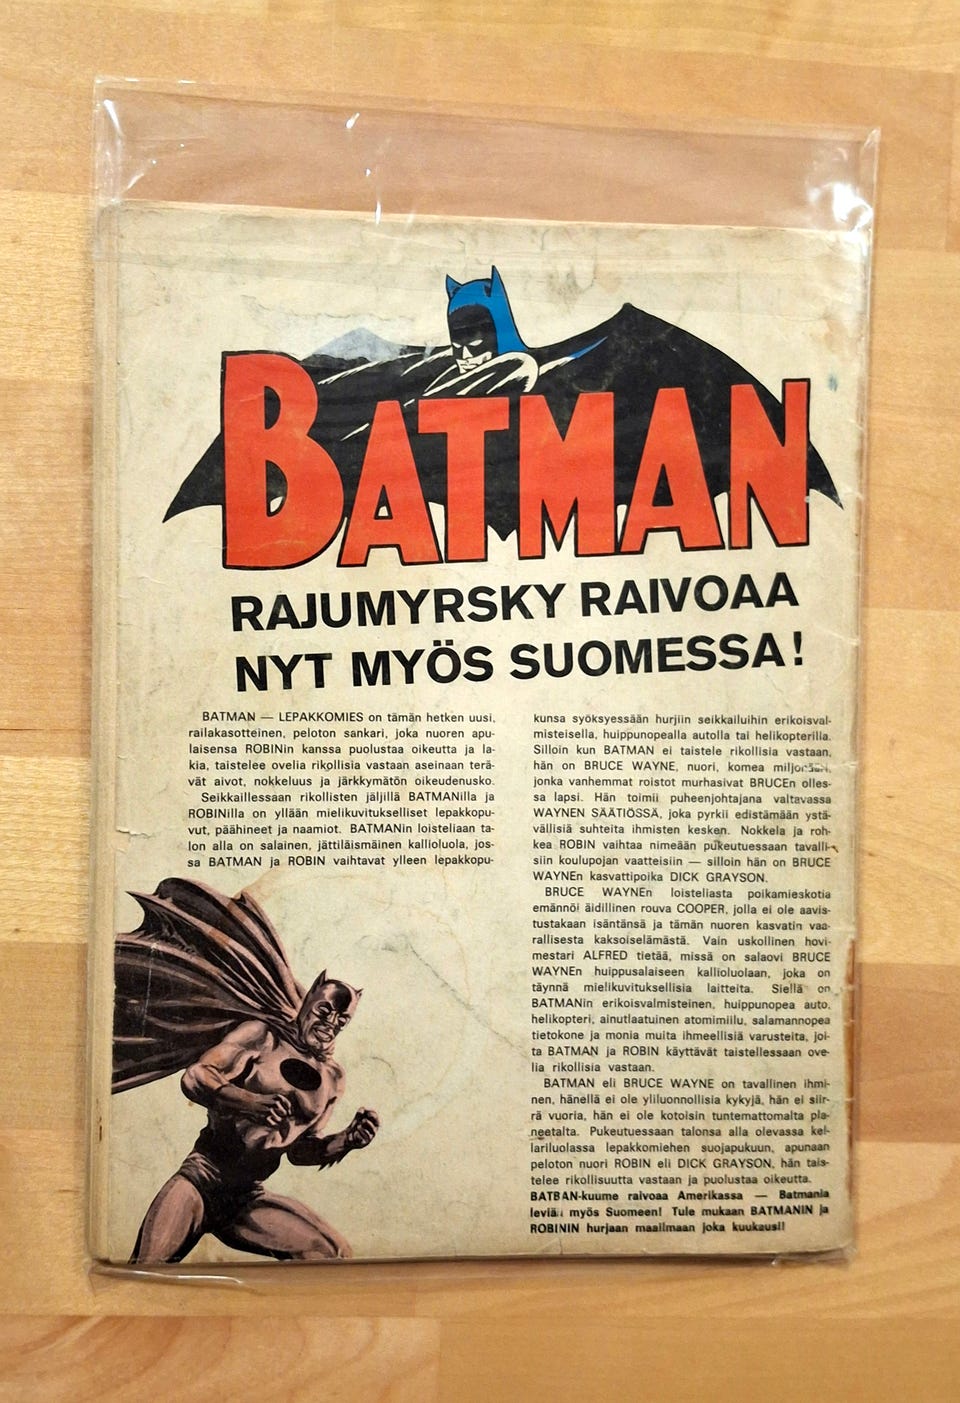 BATMAN
RAJUMYRSKY RAIVOAA
NYT MYÖS SUOMESSA!
BATMAN — LEPAKKOMIES on tämän hetken uusi,
railakasotteinen, peloton sankari, joka nuoren apu-
laisensa ROBINin kanssa puolustaa oikeutta ja la-
kia, taistelee ovelia rikollisia vastaan aseinaan terä-
vät aivot, nokkeluus ja järkkymätön oikeudenusko.
Seikkaillessaan rikollisten jäljillä BATMANilla ja
ROBINilla on yllään mielikuvitukselliset lepakkopu-
vut, päähineet ja naamiot. BATMANin loisteliaan ta-
lon alla on salainen, jättiläismäinen kallioluola, jos-
sa BATMAN ja ROBIN vaihtavat ylleen lepakkopu-
kunsa syöksyessään hurjiin seikkailuihin erikoisval-
misteisella, huippunopealla autolla tai helikopterilla.
Silloin kun BATMAN ei taistele rikollisia vastaan,
hän on BRUCE WAYNE, nuori, komea miljonääri,
jonka vanhemmat roistot murhasivat BRUCEn olles-
sa lapsi. Hän toimii puheenjohtajana valtavassa
WAYNEN SÄÄTIÖSSÄ, joka pyrkii edistämään ystä-
vällisiä suhteita ihmisten kesken. Nokkela ja roh-
kea ROBIN vaihtaa nimeään pukeutuessaan tavalli-
siin koulupojan vaatteisiin — silloin hän on BRUCE
WAYNEn kasvattipoika DICK GRAYSON.
BRUCE WAYNEn loisteliasta poikamieskotia
emännöi äidillinen rouva COOPER, jolla ei ole aavis-
tustakaan isäntänsä ja tämän nuoren kasvatin vaa-
rallisesta kaksoiselämästä. Vain uskollinen hovi-
mestari ALFRED tietää, missä on salaovi BRUCE
WAYNEn huippusalaiseen kallioluolaan, joka on
täynnä mielikuvituksellisia laitteita. Siellä on
BATMANin erikoisvalmisteinen, huippunopea auto,
helikopteri, ainutlaatuinen atomimiilu, salamannopea
tietokone ja monia muita ihmeellisiä varusteita, joi-
ta BATMAN ja ROBIN käyttävät taistellessaan ove-
lia rikollisia vastaan.
BATMAN eli BRUCE WAYNE on tavallinen ihmi-
nen, hänellä ei ole yliluonnollisia kykyjä, hän ei siir-
rä vuoria, hän ei ole kotoisin tuntemattomalta pla-
neetalta. Pukeutuessaan talonsa alla olevassa kel-
lariluolassa lepakkomiehen suojapukuun, apunaan
peloton nuori ROBIN eli DICK GRAYSON, hän tais-
telee rikollisuutta vastaan ja puolustaa oikeutta.
BATBAN-kuume raivoaa Amerikassa — Batmania
leviää myös Suomeen! Tule mukaan BATMANIN ja
ROBININ hurjaan maailmaan joka kuukausi!